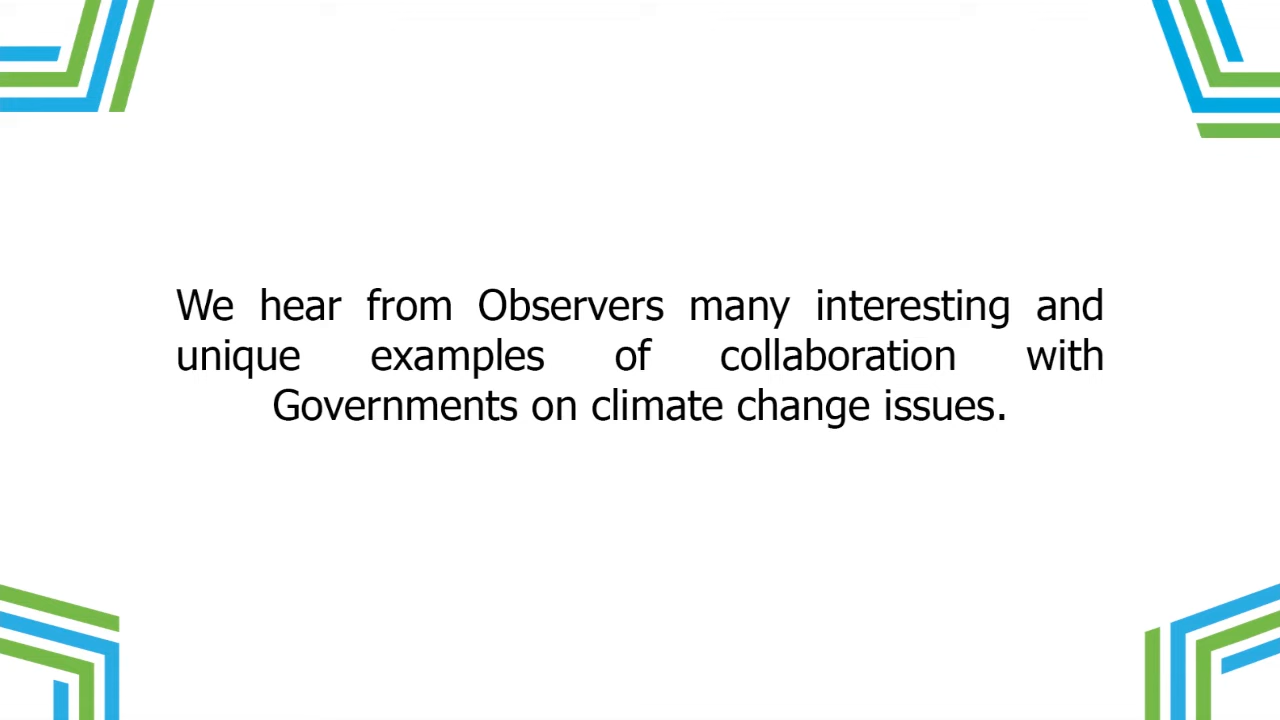 We hear from Observers many interesting and
unique examples of collaboration with
Governments on climate change issues.